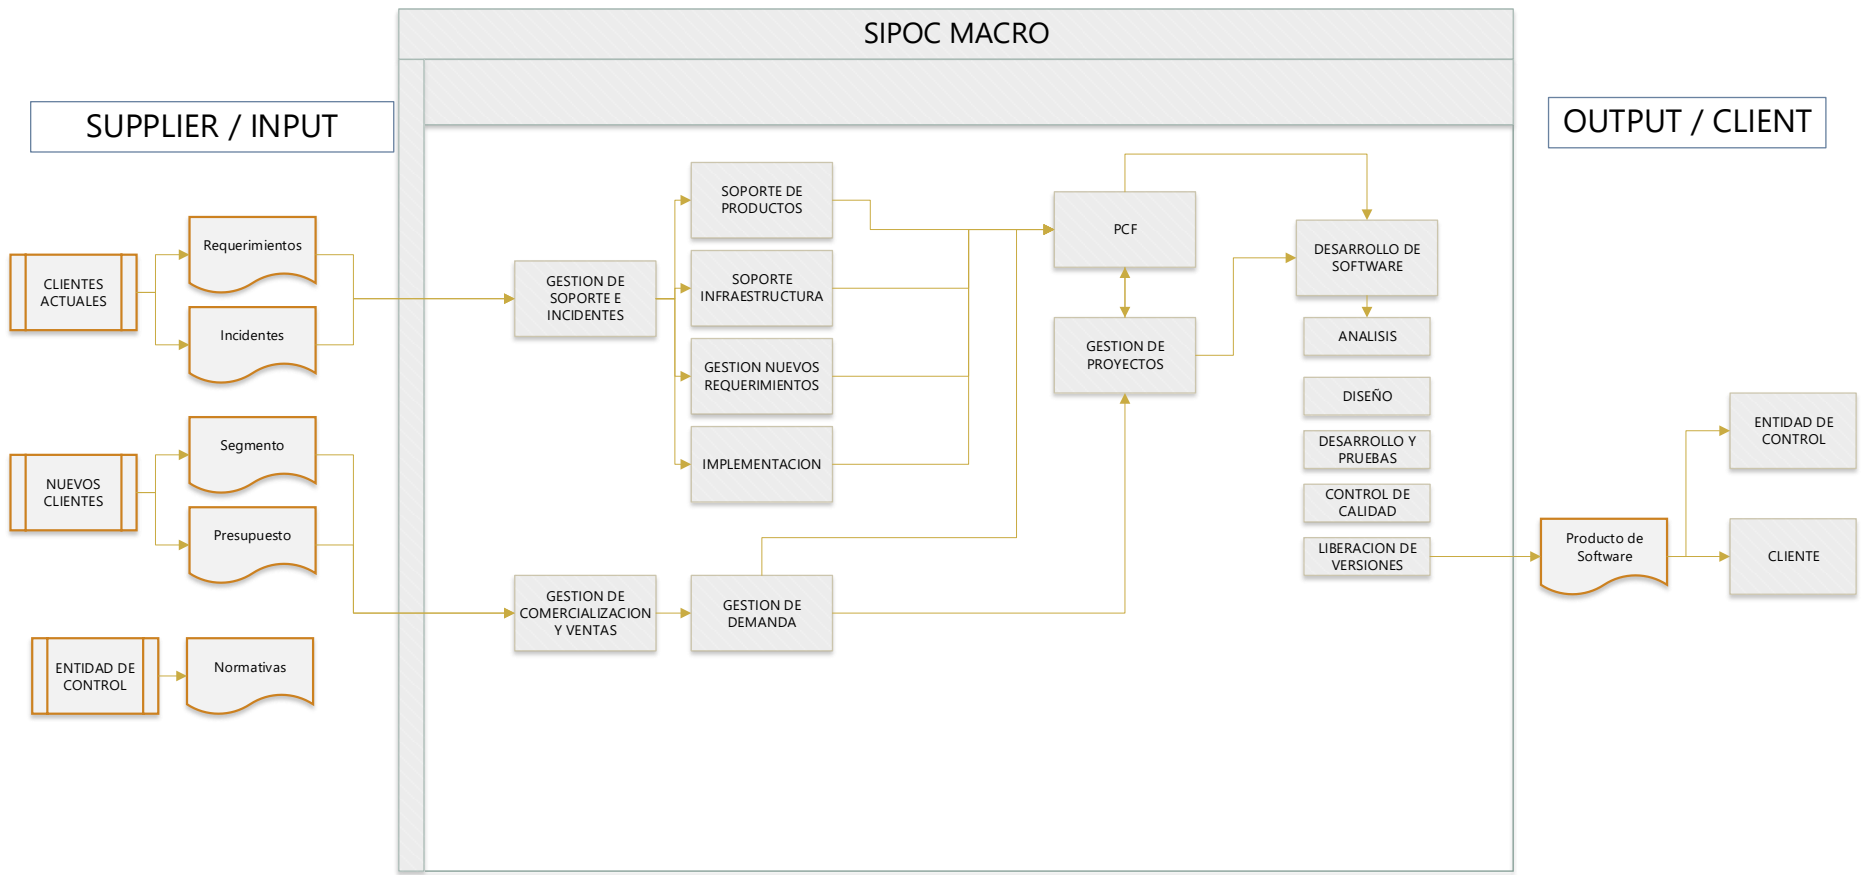 SIPOC MACRO
SUPPLIER / INPUT
OUTPUT / CLIENT
CLIENTES
ACTUALES
Requerimientos
Incidentes
NUEVOS
CLIENTES
Segmento
Presupuesto
ENTIDAD DE
CONTROL
Normativas
GESTION DE
SOPORTE E
INCIDENTES
SOPORTE DE
PRODUCTOS
SOPORTE
INFRAESTRUCTURA
GESTION NUEVOS
REQUERIMIENTOS
IMPLEMENTACION
GESTION DE
COMERCIALIZACION
Y VENTAS
GESTION DE
DEMANDA
PCF
GESTION DE
PROYECTOS
DESARROLLO DE
SOFTWARE
ANALISIS
DISEÑO
DESARROLLO Y
PRUEBAS
CONTROL DE
CALIDAD
LIBERACION DE
VERSIONES
Producto de
Software
ENTIDAD DE
CONTROL
CLIENTE